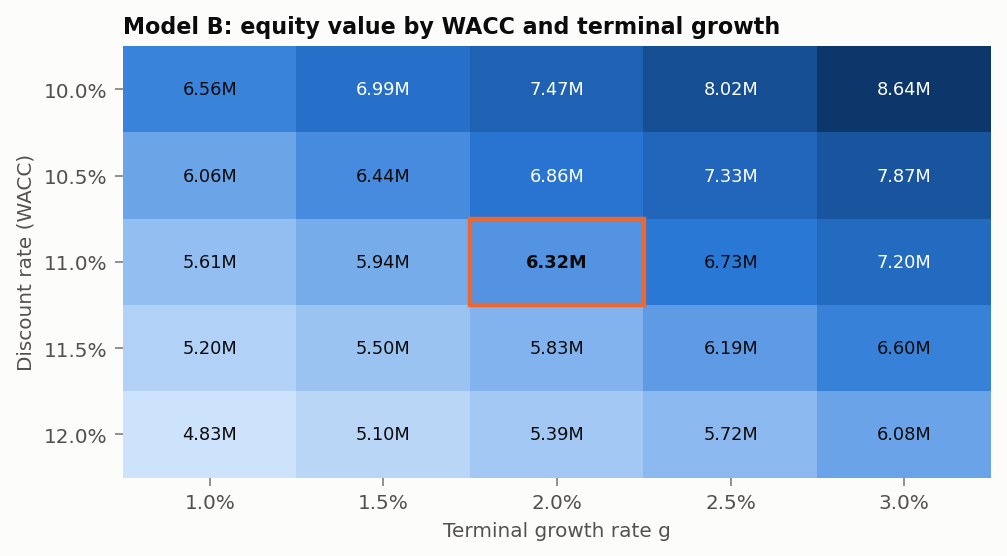 Model B: equity value by WACC and terminal growth
Discount rate (WACC)
10.0% 6.56M 6.99M 7.47M 8.02M 8.64M
10.5% 6.06M 6.44M 6.86M 7.33M 7.87M
11.0% 5.61M 5.94M 6.32M 6.73M 7.20M
11.5% 5.20M 5.50M 5.83M 6.19M 6.60M
12.0% 4.83M 5.10M 5.39M 5.72M 6.08M
1.0% 1.5% 2.0% 2.5% 3.0%
Terminal growth rate g